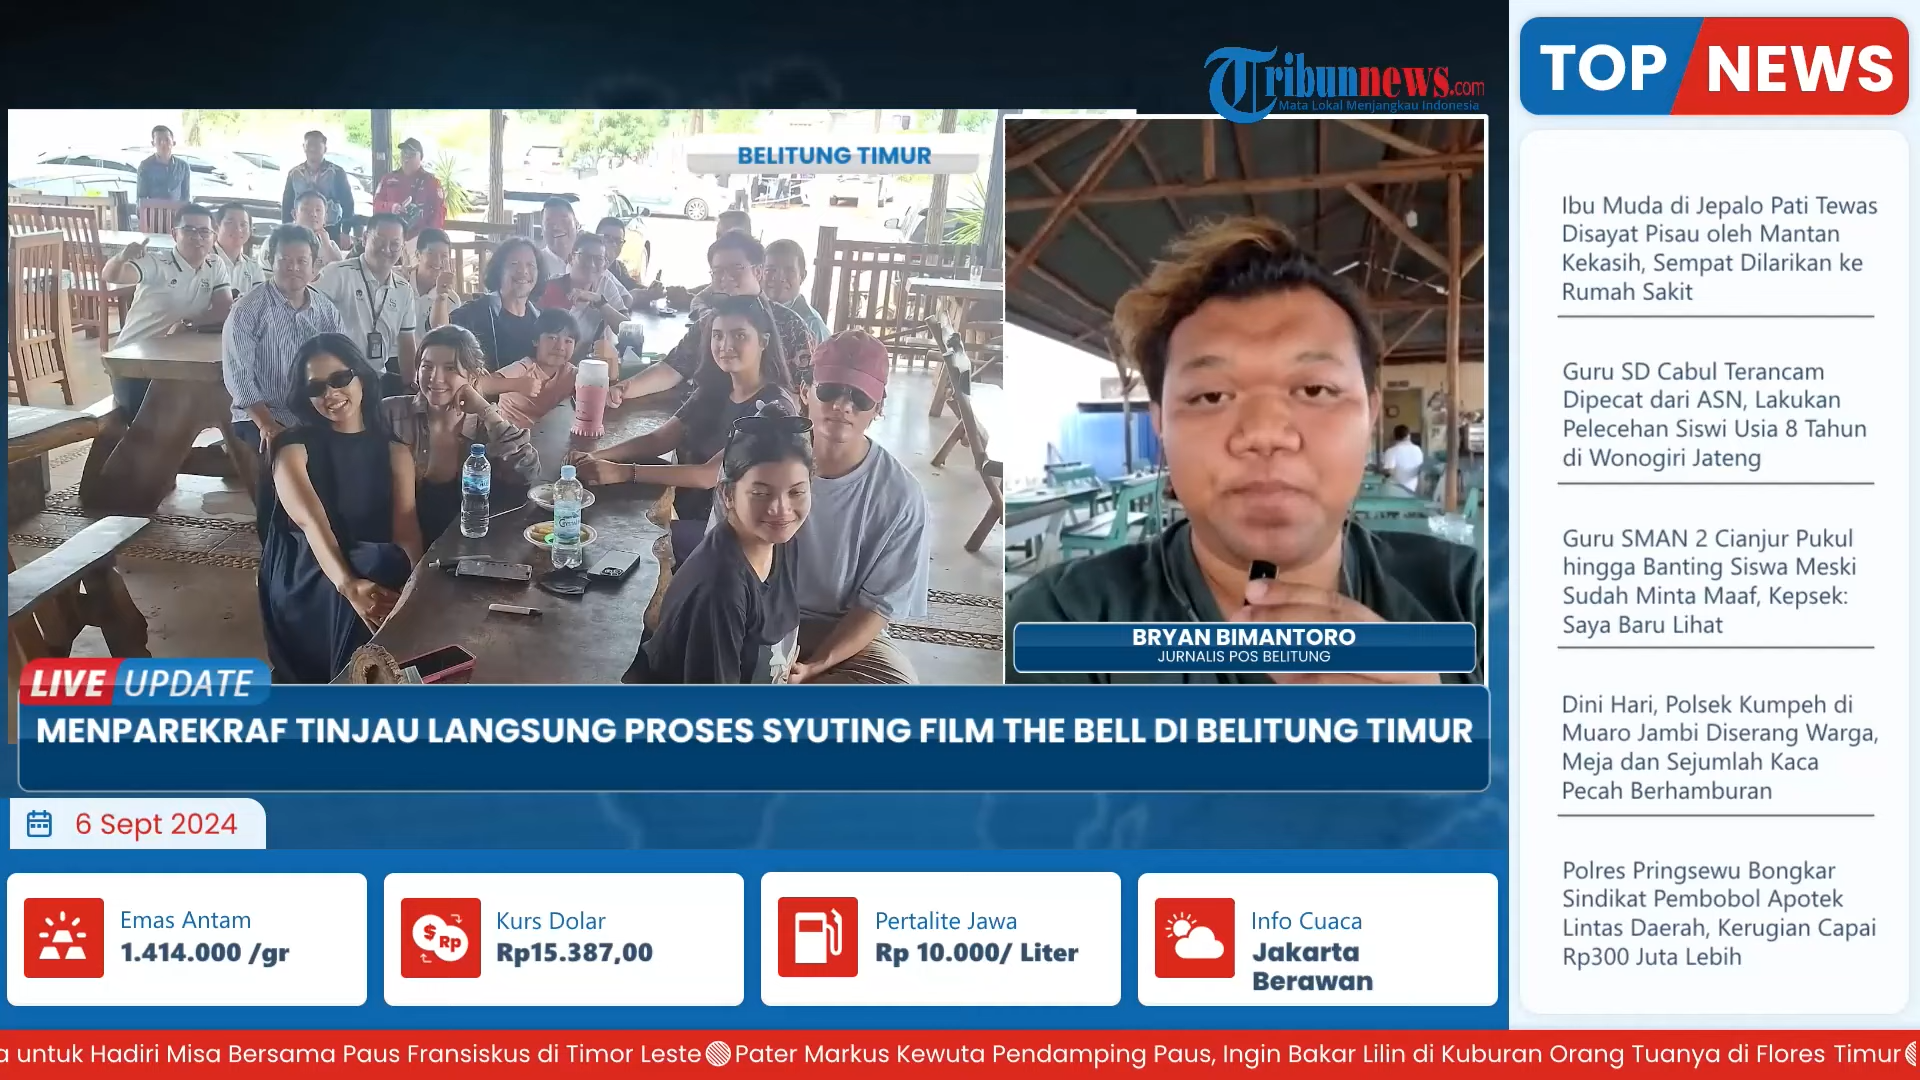 Tribunnews.com
Mata Lokal Menjangkau Indonesia
BELITUNG TIMUR
BRYAN BIMANTORO
JURNALIS POS BELITUNG
LIVE UPDATE
MENPAREKRAF TINJAU LANGSUNG PROSES SYUTING FILM THE BELL DI BELITUNG TIMUR
6 Sept 2024
Emas Antam
1.414.000 /gr
Kurs Dolar
Rp15.387,00
Pertalite Jawa
Rp 10.000/ Liter
Info Cuaca
Jakarta
Berawan
TOP NEWS
Ibu Muda di Jepalo Pati Tewas
Disayat Pisau oleh Mantan
Kekasih, Sempat Dilarikan ke
Rumah Sakit
Guru SD Cabul Terancam
Dipecat dari ASN, Lakukan
Pelecehan Siswi Usia 8 Tahun
di Wonogiri Jateng
Guru SMAN 2 Cianjur Pukul
hingga Banting Siswa Meski
Sudah Minta Maaf, Kepsek:
Saya Baru Lihat
Dini Hari, Polsek Kumpeh di
Muaro Jambi Diserang Warga,
Meja dan Sejumlah Kaca
Pecah Berhamburan
Polres Pringsewu Bongkar
Sindikat Pembobol Apotek
Lintas Daerah, Kerugian Capai
Rp300 Juta Lebih
a untuk Hadiri Misa Bersama Paus Fransiskus di Timor Leste Pater Markus Kewuta Pendamping Paus, Ingin Bakar Lilin di Kuburan Orang Tuanya di Flores Timur